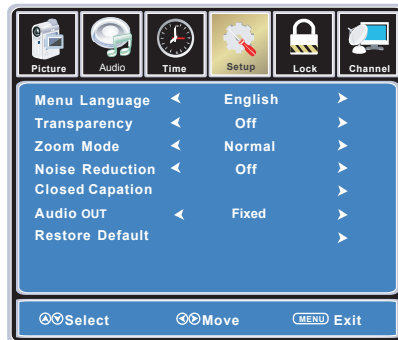 Picture Audio Time Setup Lock Channel
Menu Language English
Transparency Off
Zoom Mode Normal
Noise Reduction Off
Closed Capation
Audio OUT Fixed
Restore Default
Select Move MENU Exit